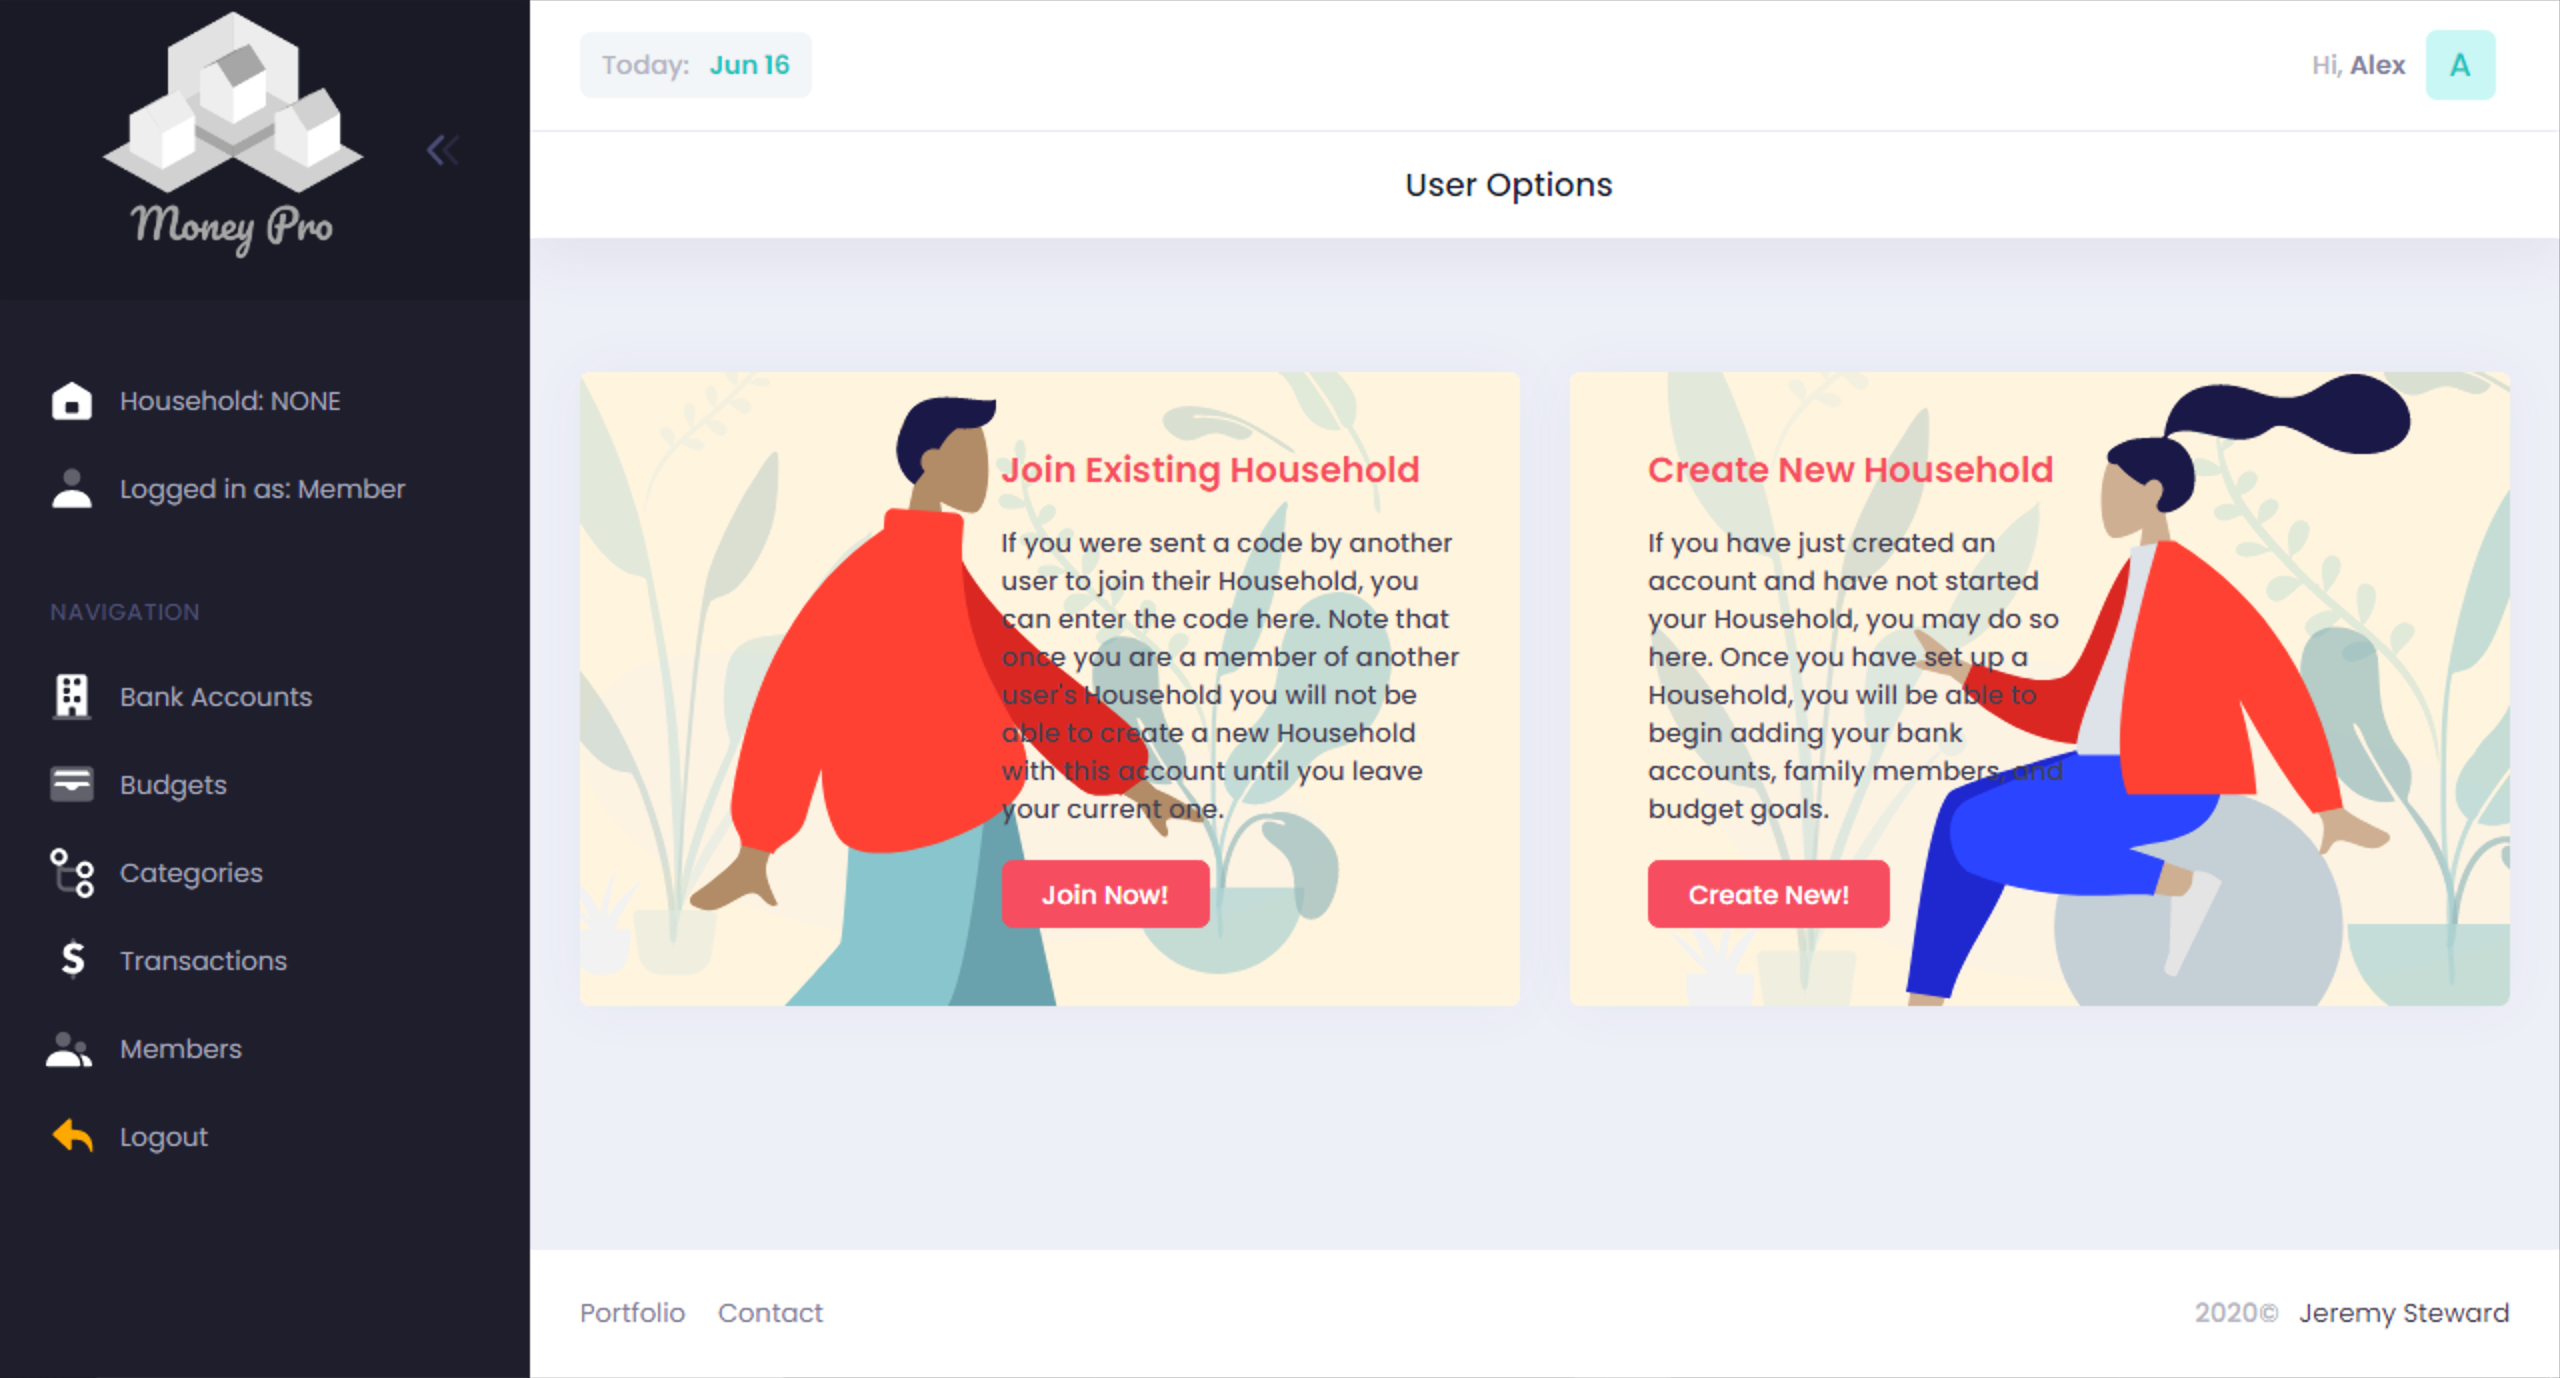 Money Pro
Household: NONE
Logged in as: Member
NAVIGATION
Bank Accounts
Budgets
Categories
Transactions
Members
Logout
Today: Jun 16
Hi, Alex A
User Options
Join Existing Household
If you were sent a code by another
user to join their Household, you
can enter the code here. Note that
once you are a member of another
user's Household you will not be
able to create a new Household
with this account until you leave
your current one.
Join Now!
Create New Household
If you have just created an
account and have not started
your Household, you may do so
here. Once you have set up a
Household, you will be able to
begin adding your bank
accounts, family members, and
budget goals.
Create New!
Portfolio Contact
2020© Jeremy Steward